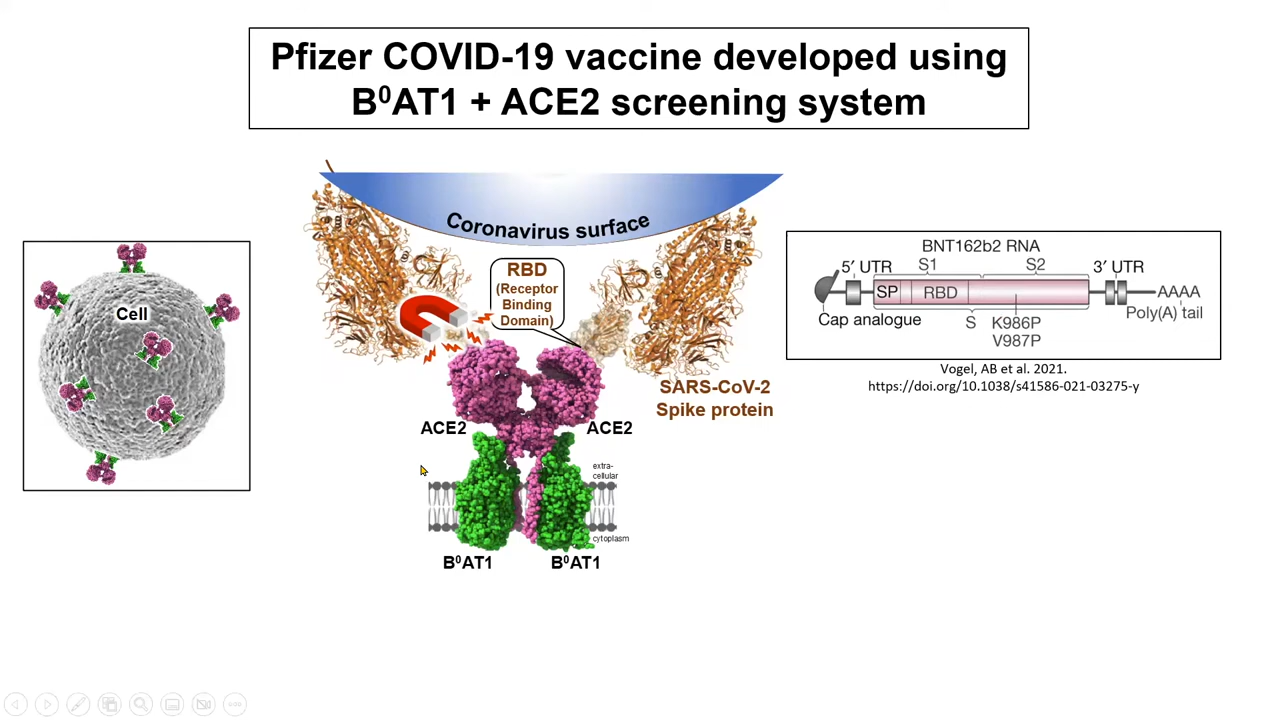 Pfizer COVID-19 vaccine developed using
B⁰AT1 + ACE2 screening system
Cell
Coronavirus surface
RBD
(Receptor
Binding
Domain)
SARS-CoV-2
Spike protein
ACE2
ACE2
extra-
cellular
cytoplasm
B⁰AT1
B⁰AT1
BNT162b2 RNA
5′ UTR
S1
S2
3′ UTR
SP
RBD
AAAA
Cap analogue
S
K986P
V987P
Poly(A) tail
Vogel, AB et al. 2021.
https://doi.org/10.1038/s41586-021-03275-y